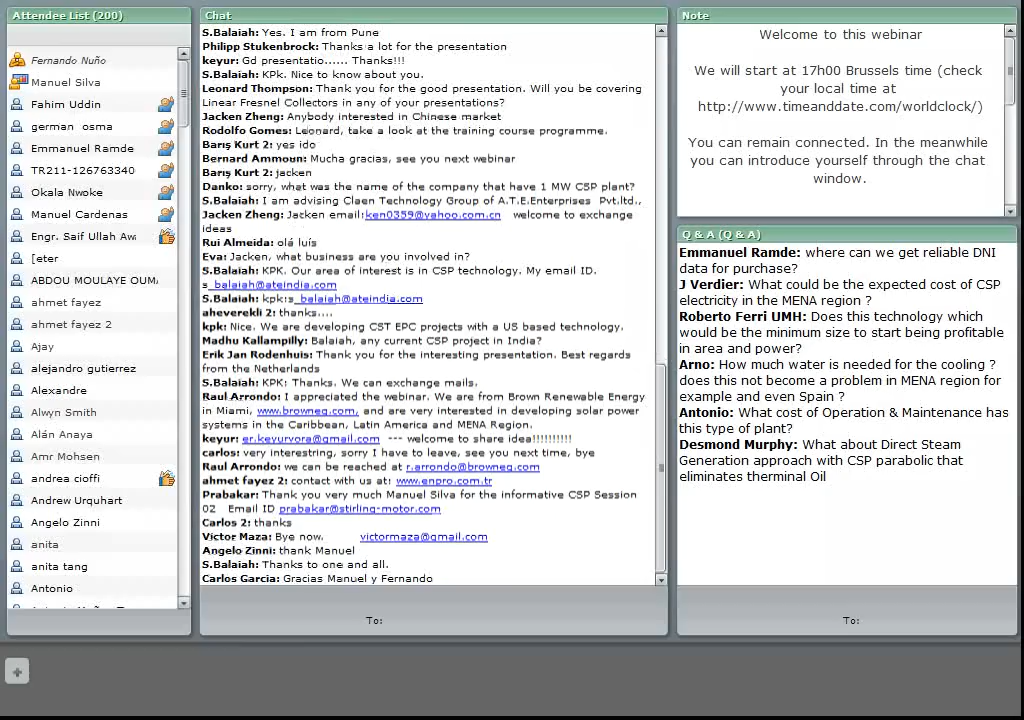 Attendee List (200)
Fernando Nuño
Manuel Silva
Fahim Uddin
german osma
Emmanuel Ramde
TR211-126763340
Okala Nwoke
Manuel Cardenas
Engr. Saif Ullah Awa
[eter
ABDOU MOULAYE OUMA
ahmet fayez
ahmet fayez 2
Ajay
alejandro gutierrez
Alexandre
Alwyn Smith
Alán Anaya
Amr Mohsen
andrea cioffi
Andrew Urquhart
Angelo Zinni
anita
anita tang
Antonio
Chat
S.Balaiah: Yes. I am from Pune
Philipp Stukenbrock: Thanks a lot for the presentation
keyur: Gd presentatio...... Thanks!!!
S.Balaiah: KPk. Nice to know about you.
Leonard Thompson: Thank you for the good presentation. Will you be covering
Linear Fresnel Collectors in any of your presentations?
Jacken Zheng: Anybody interested in Chinese market
Rodolfo Gomes: Leonard, take a look at the training course programme.
Barış Kurt 2: yes ido
Bernard Ammoun: Mucha gracias, see you next webinar
Barış Kurt 2: jacken
Danko: sorry, what was the name of the company that have 1 MW CSP plant?
S.Balaiah: I am advising Claen Technology Group of A.T.E.Enterprises Pvt.ltd.,
Jacken Zheng: Jacken email:ken0359@yahoo.com.cn welcome to exchange
ideas
Rui Almeida: olá luís
Eva: Jacken, what business are you involved in?
S.Balaiah: KPK. Our area of interest is in CSP technology. My email ID.
s_balaiah@ateindia.com
S.Balaiah: kpk:s_balaiah@ateindia.com
aheverekli 2: thanks....
kpk: Nice. We are developing CST EPC projects with a US based technology.
Madhu Kallampilly: Balaiah, any current CSP project in India?
Erik Jan Rodenhuis: Thank you for the interesting presentation. Best regards
from the Netherlands
S.Balaiah: KPK: Thanks. We can exchange mails.
Raul Arrondo: I appreciated the webinar. We are from Brown Renewable Energy
in Miami, www.browneg.com, and are very interested in developing solar power
systems in the Caribbean, Latin America and MENA Region.
keyur: er.keyurvora@gmail.com --- welcome to share idea!!!!!!!!!!
carlos: very interestring, sorry I have to leave, see you next time, bye
Raul Arrondo: we can be reached at r.arrondo@browneg.com
ahmet fayez 2: contact with us at: www.enpro.com.tr
Prabakar: Thank you very much Manuel Silva for the informative CSP Session
02 Email ID prabakar@stirling-motor.com
Carlos 2: thanks
Victor Maza: Bye now. victormaza@gmail.com
Angelo Zinni: thank Manuel
S.Balaiah: Thanks to one and all.
Carlos Garcia: Gracias Manuel y Fernando
To:
Note
Welcome to this webinar
We will start at 17h00 Brussels time (check
your local time at
http://www.timeanddate.com/worldclock/)
You can remain connected. In the meanwhile
you can introduce yourself through the chat
window.
Q & A (Q & A)
Emmanuel Ramde: where can we get reliable DNI
data for purchase?
J Verdier: What could be the expected cost of CSP
electricity in the MENA region ?
Roberto Ferri UMH: Does this technology which
would be the minimum size to start being profitable
in area and power?
Arno: How much water is needed for the cooling ?
does this not become a problem in MENA region for
example and even Spain ?
Antonio: What cost of Operation & Maintenance has
this type of plant?
Desmond Murphy: What about Direct Steam
Generation approach with CSP parabolic that
eliminates therminal Oil
To: